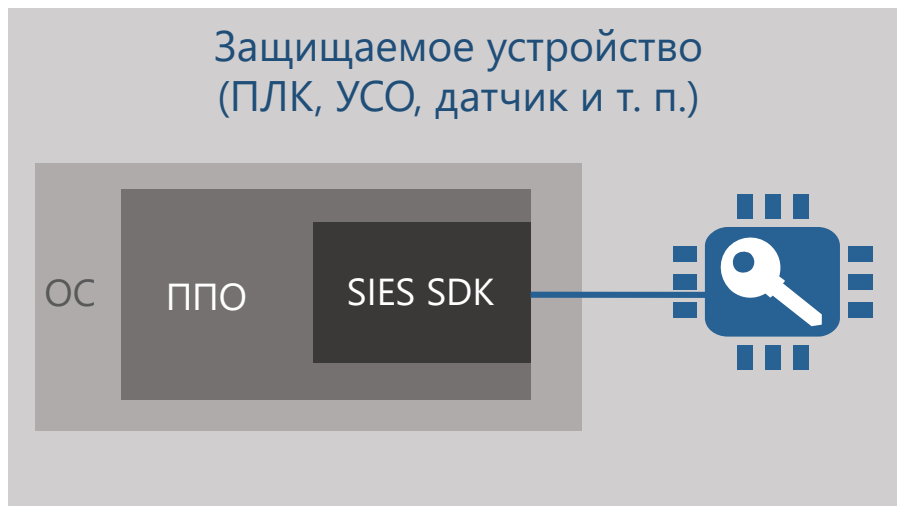 Защищаемое устройство
(ПЛК, УСО, датчик и т. п.)
ОС
ППО
SIES SDK